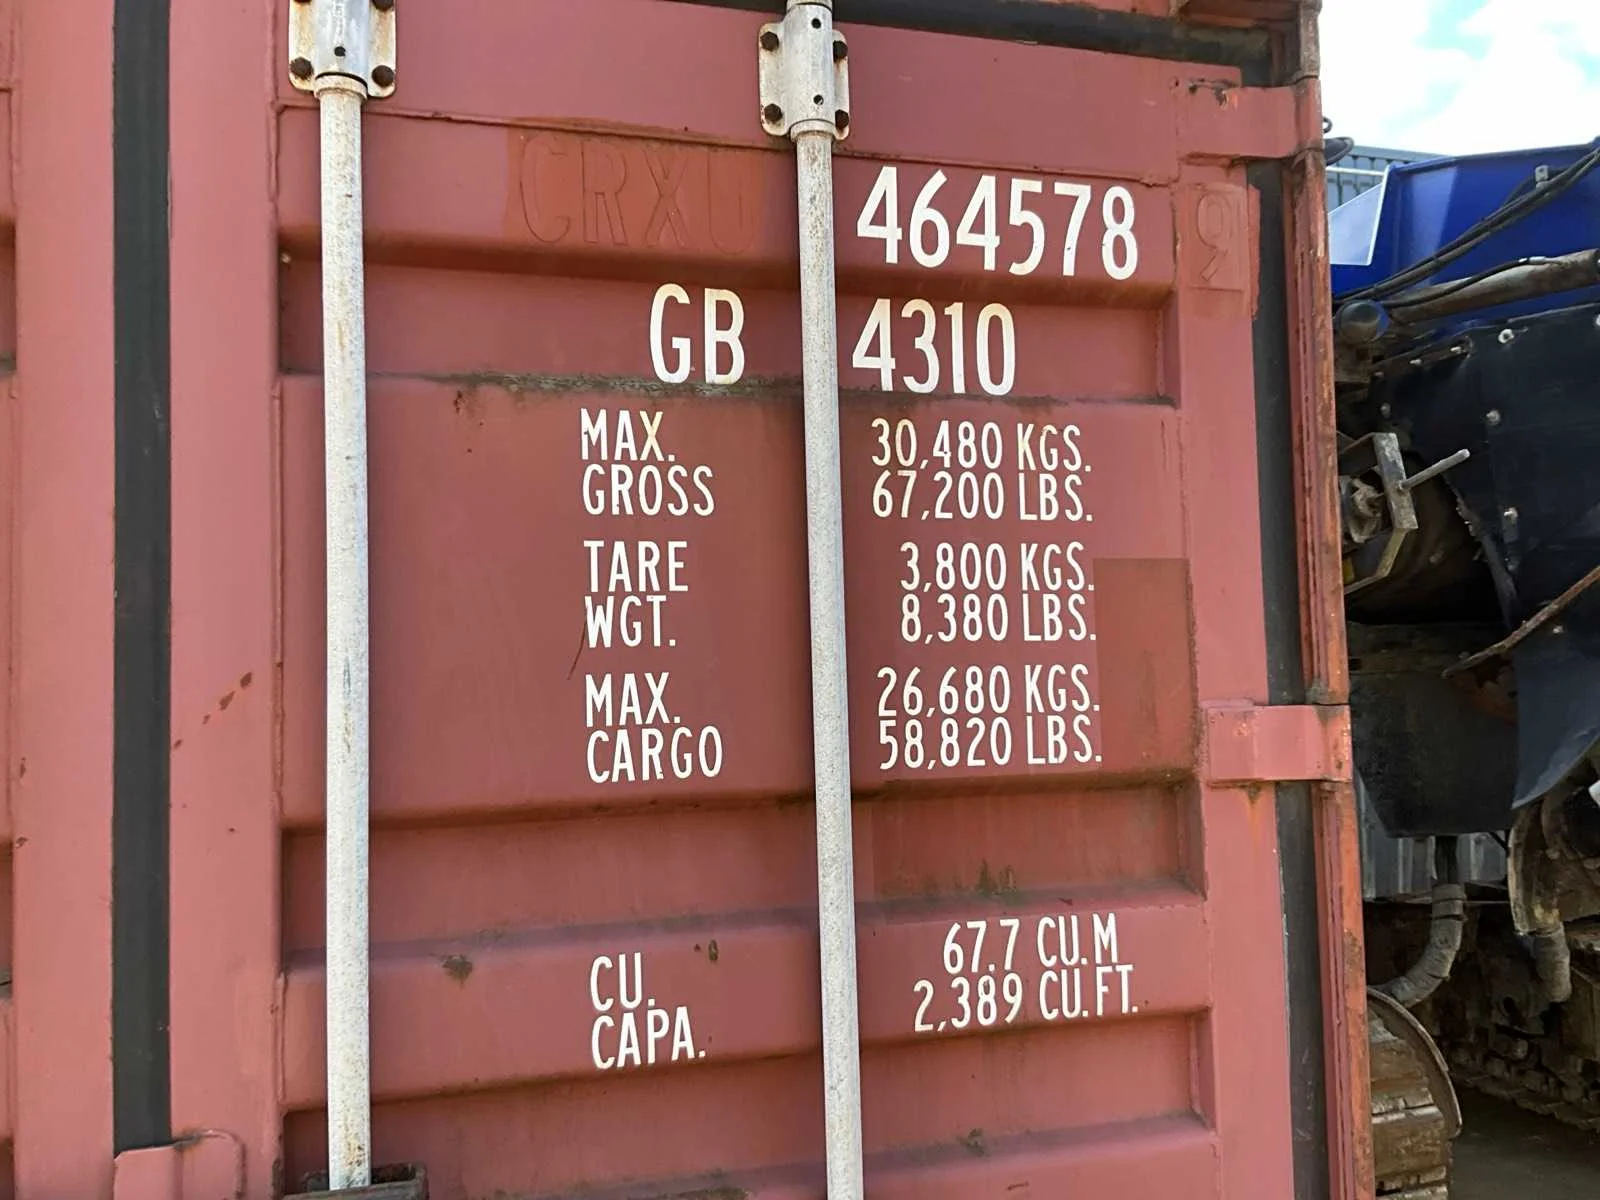 CRXU 464578 9
GB 4310
MAX. 30,480 KGS.
GROSS 67,200 LBS.
TARE 3,800 KGS.
WGT. 8,380 LBS.
MAX. 26,680 KGS.
CARGO 58,820 LBS.
CU. 67.7 CU.M
CAPA. 2,389 CU.FT.